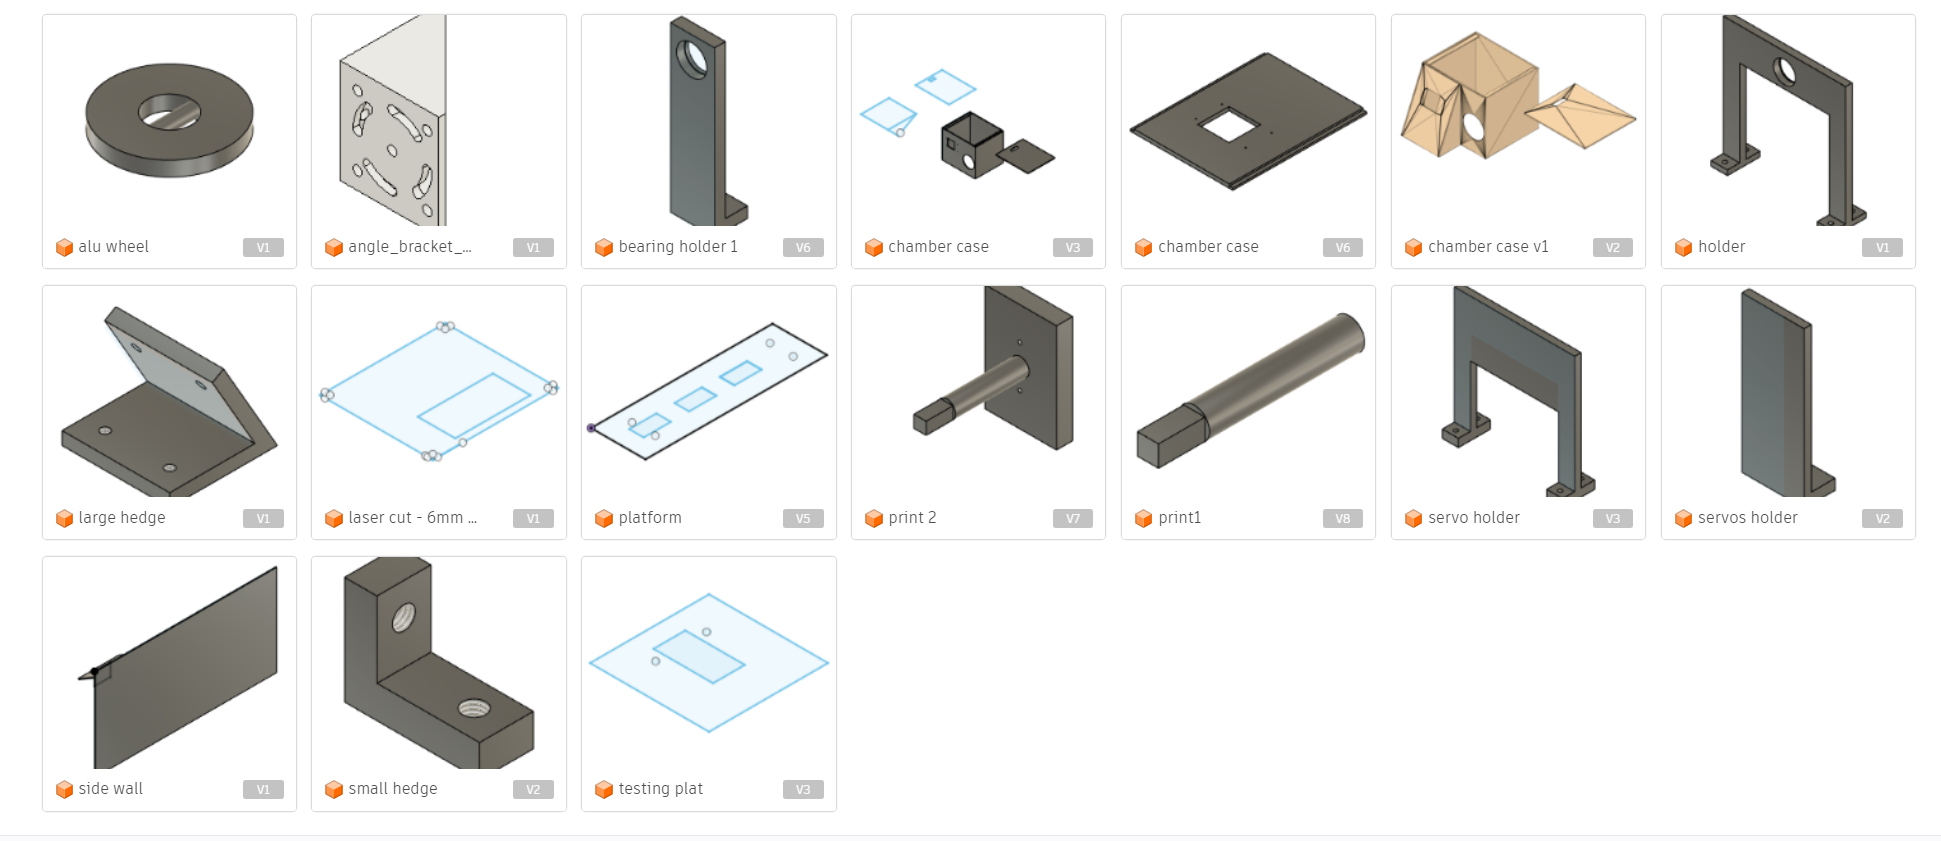 alu wheel V1
angle_bracket_... V1
bearing holder 1 V6
chamber case V3
chamber case V6
chamber case v1 V2
holder V1
large hedge V1
laser cut - 6mm ... V1
platform V5
print 2 V7
print1 V8
servo holder V3
servos holder V2
side wall V1
small hedge V2
testing plat V3